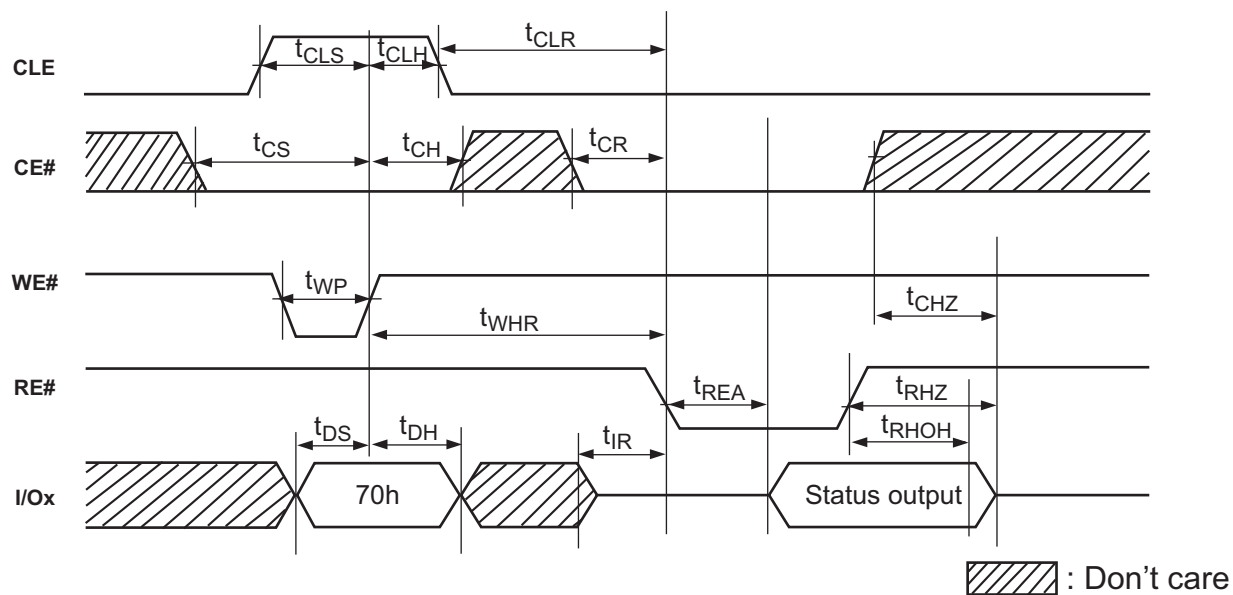 CLE
tCLS
tCLH
tCLR
CE#
tCS
tCH
tCR
WE#
tWP
tWHR
tCHZ
RE#
tREA
tRHZ
tDS
tDH
tIR
tRHOH
I/Ox
70h
Status output
: Don't care